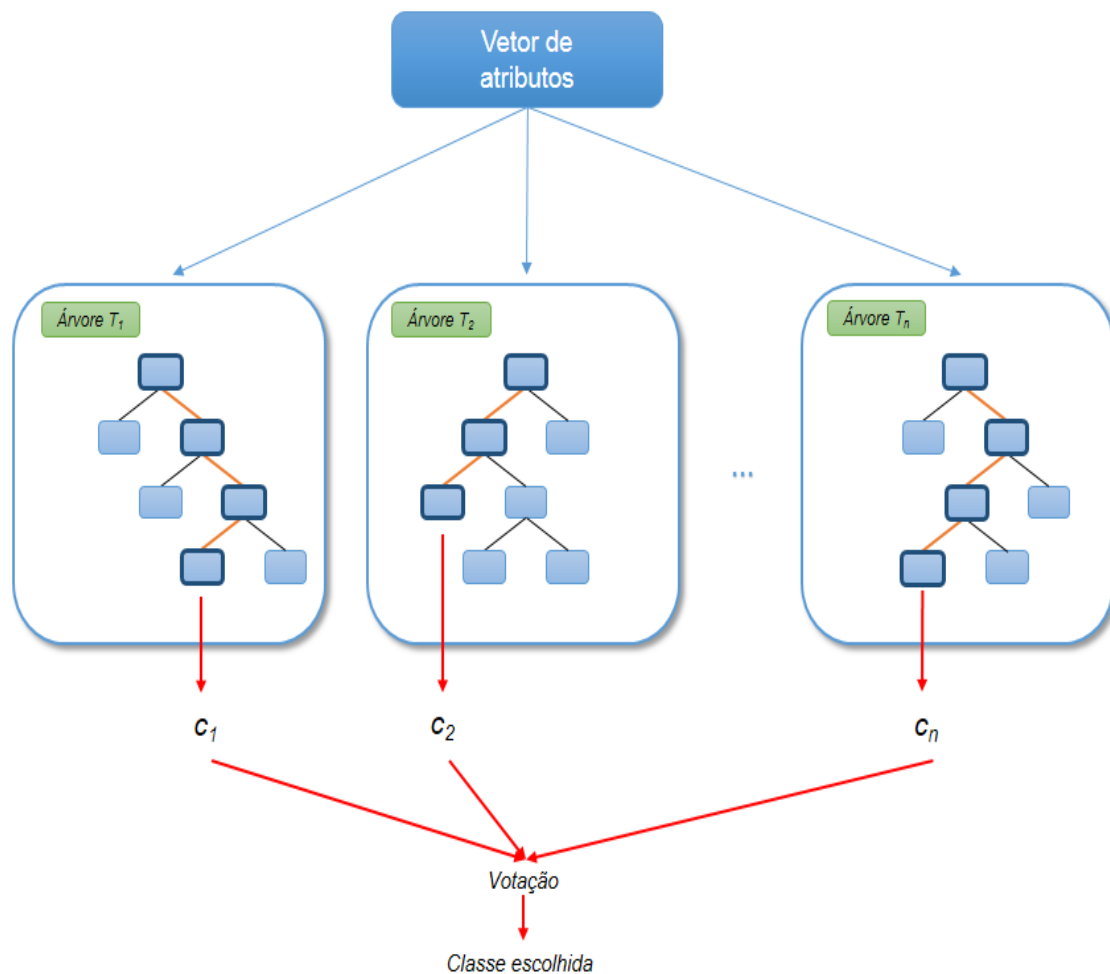 Vetor de
atributos
Árvore T1
Árvore T2
Árvore Tn
...
c1
c2
cn
Votação
Classe escolhida